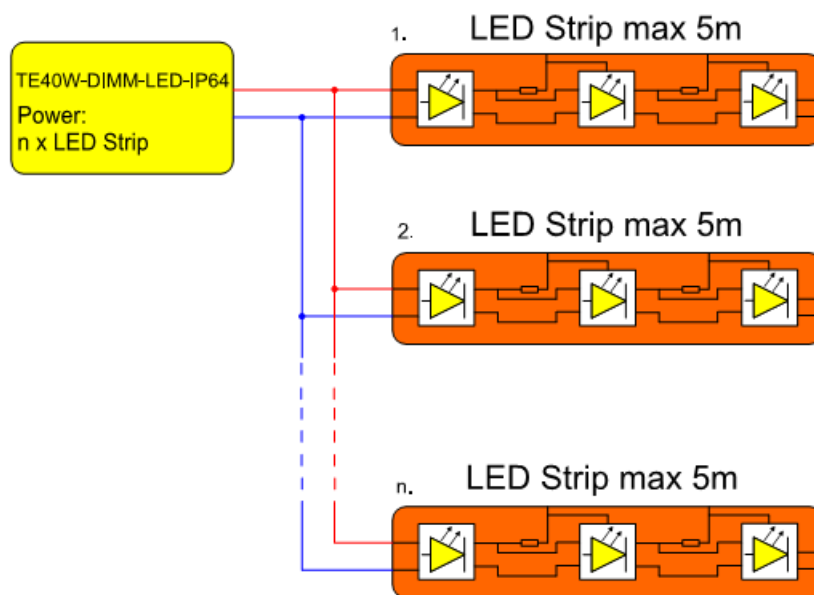 1. LED Strip max 5m
TE40W-DIMM-LED-IP64
Power:
n x LED Strip
2. LED Strip max 5m
n. LED Strip max 5m